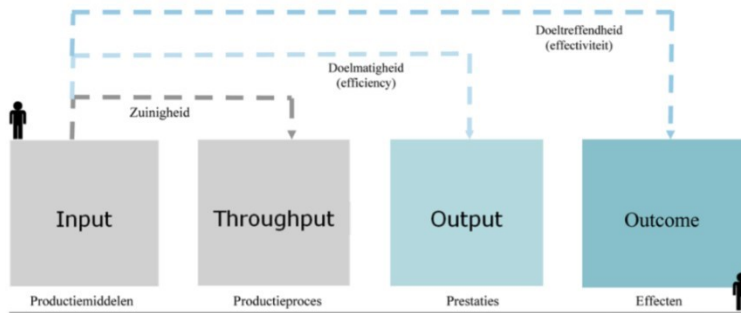 Doeltreffendheid
(effectiviteit)
Doelmatigheid
(efficiency)
Zuinigheid
Input
Throughput
Output
Outcome
Productiemiddelen
Productieproces
Prestaties
Effecten